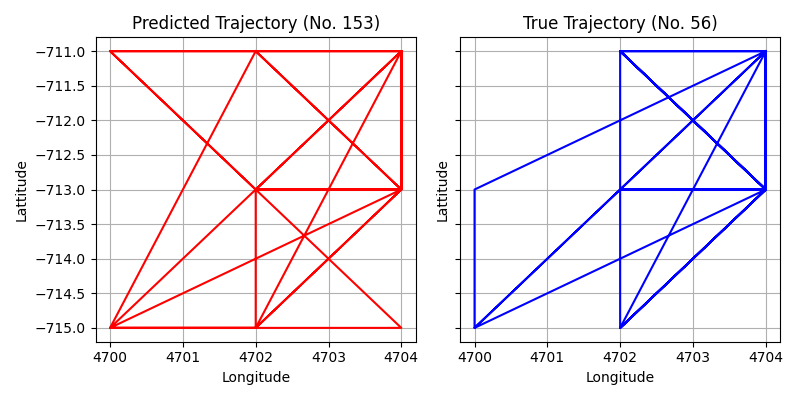 Predicted Trajectory (No. 153)
Lattitude
−711.0
−711.5
−712.0
−712.5
−713.0
−713.5
−714.0
−714.5
−715.0
4700 4701 4702 4703 4704
Longitude
True Trajectory (No. 56)
Lattitude
4700 4701 4702 4703 4704
Longitude